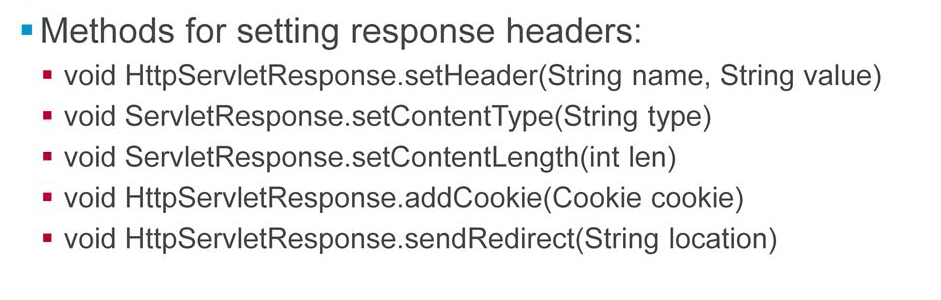 Methods for setting response headers:
void HttpServletResponse.setHeader(String name, String value)
void ServletResponse.setContentType(String type)
void ServletResponse.setContentLength(int len)
void HttpServletResponse.addCookie(Cookie cookie)
void HttpServletResponse.sendRedirect(String location)